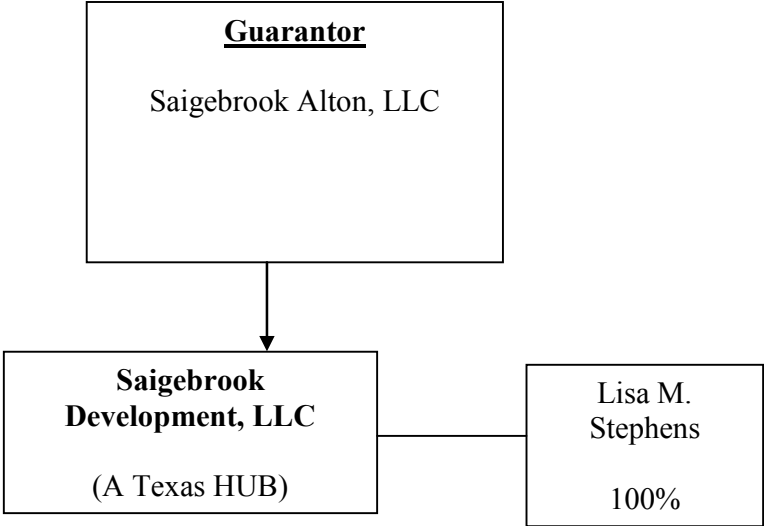 Guarantor
Saigebrook Alton, LLC
Saigebrook
Development, LLC
(A Texas HUB)
Lisa M.
Stephens
100%